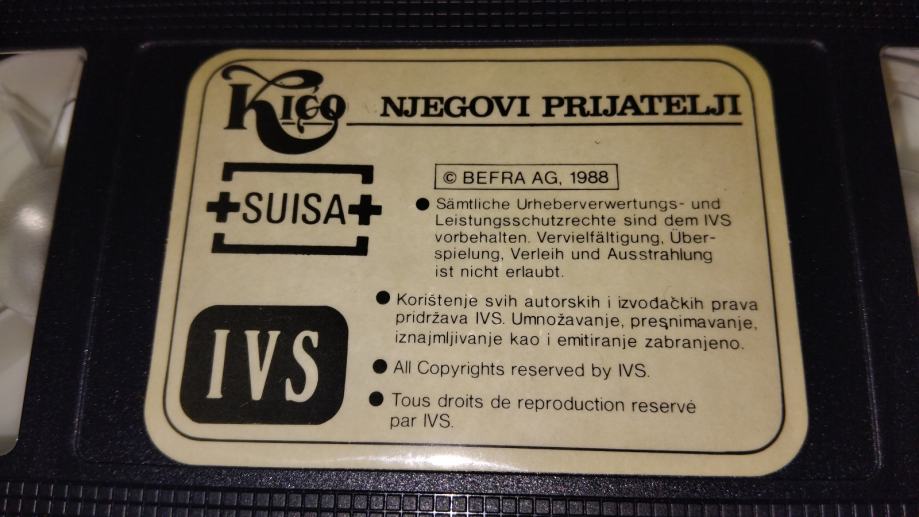 Kićo NJEGOVI PRIJATELJI
SUISA
© BEFRA AG, 1988
Sämtliche Urheberverwertungs- und
Leistungsschutzrechte sind dem IVS
vorbehalten. Vervielfältigung, Über-
spielung, Verleih und Ausstrahlung
ist nicht erlaubt.
Korištenje svih autorskih i izvođačkih prava
pridržava IVS. Umnožavanje, presnimavanje,
iznajmljivanje kao i emitiranje zabranjeno.
IVS
All Copyrights reserved by IVS.
Tous droits de reproduction reservé
par IVS.